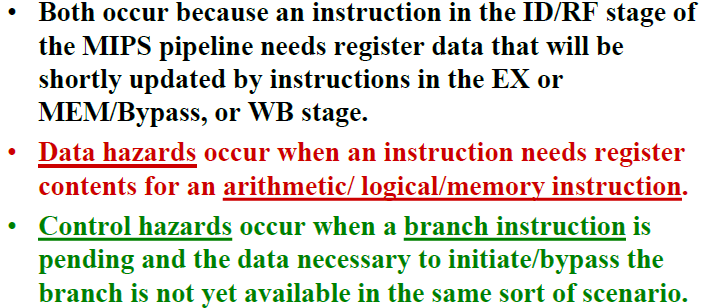 • Both occur because an instruction in the ID/RF stage of
the MIPS pipeline needs register data that will be
shortly updated by instructions in the EX or
MEM/Bypass, or WB stage.
• Data hazards occur when an instruction needs register
contents for an arithmetic/ logical/memory instruction.
• Control hazards occur when a branch instruction is
pending and the data necessary to initiate/bypass the
branch is not yet available in the same sort of scenario.